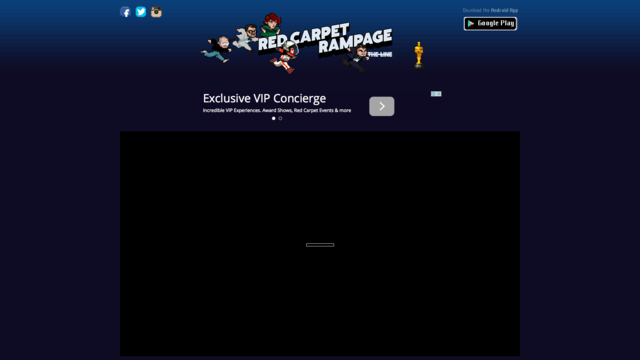 Download the Android App
Google Play
RED CARPET
RAMPAGE
THE LINE
Exclusive VIP Concierge
Incredible VIP Experiences. Award Shows, Red Carpet Events & more